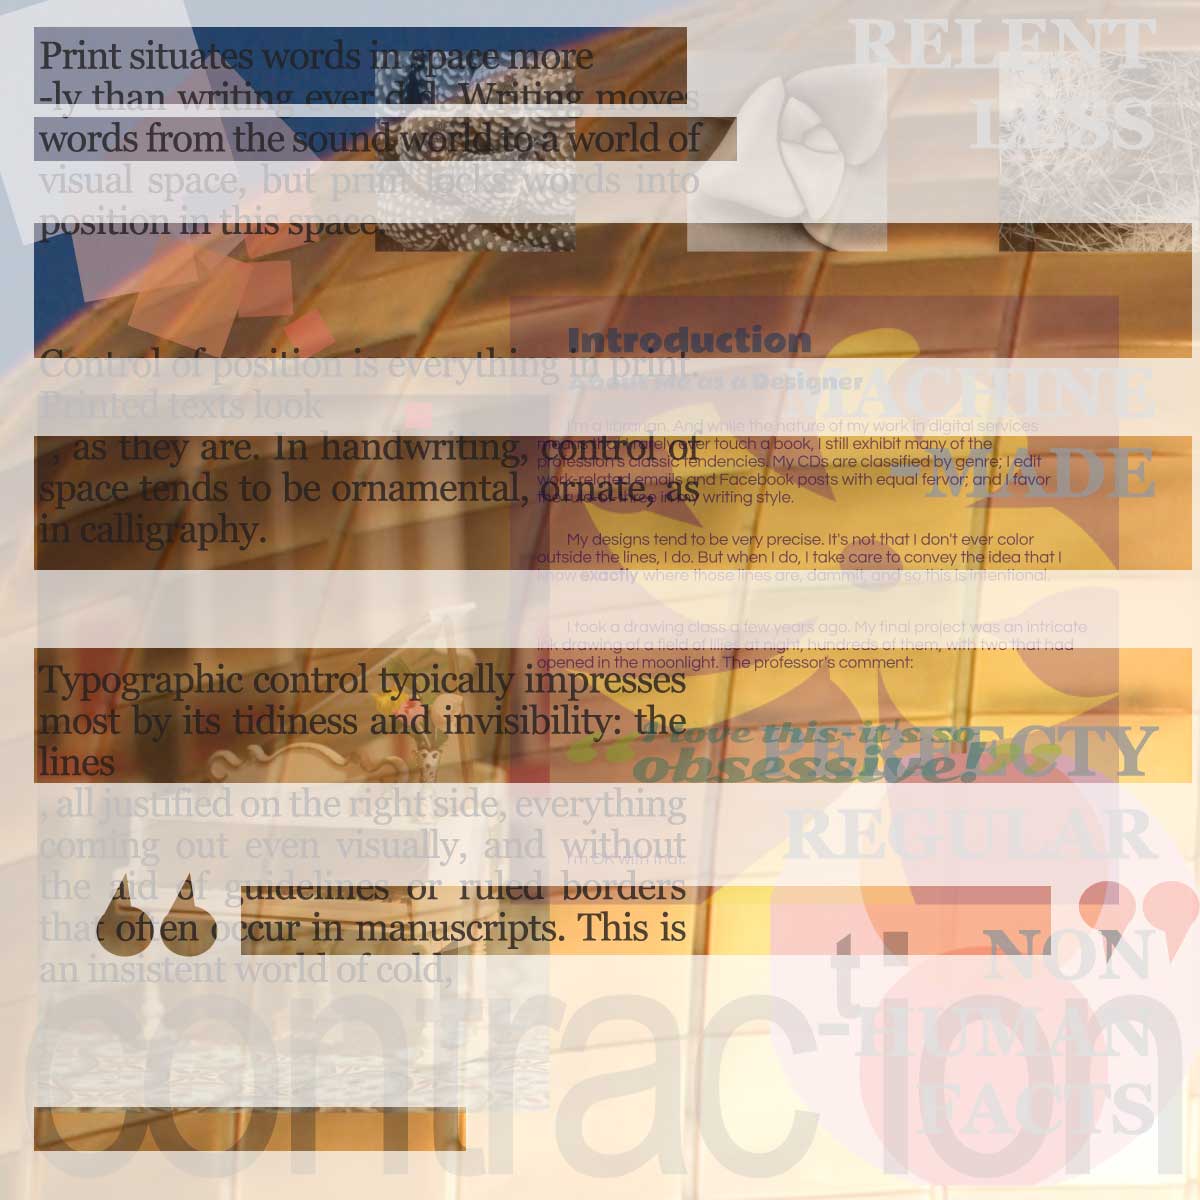 Print situates words in space more
-ly than writing ever did. Writing moves
words from the sound world to a world of
visual space, but print locks words into
position in this space.
Control of position is everything in print.
Printed texts look
, as they are. In handwriting, control of
space tends to be ornamental, ornate, as
in calligraphy.
Typographic control typically impresses
most by its tidiness and invisibility: the
lines
, all justified on the right side, everything
coming out even visually, and without
the aid of guidelines or ruled borders
that often occur in manuscripts. This is
an insistent world of cold,
RELENT
LESS
MACHINE
-MADE
PERFECTY
REGULAR
NON
-HUMAN
FACTS
Introduction
About Me as a Designer
I'm a librarian. And while the nature of my work in digital services
means that I rarely ever touch a book, I still exhibit many of the
profession's classic tendencies. My CDs are classified by genre; I edit
work-related emails and Facebook posts with equal fervor; and I favor
the rule-of-three in my writing style.
My designs tend to be very precise. It's not that I don't ever color
outside the lines, I do. But when I do, I take care to convey the idea that I
know exactly where those lines are, dammit, and so this is intentional.
I took a drawing class a few years ago. My final project was an intricate
ink drawing of a field of lilies at night, hundreds of them, with two that had
opened in the moonlight. The professor's comment:
“I love this-it's so
obsessive!”
I'm OK with that.
“ ”
contrac-t-ion